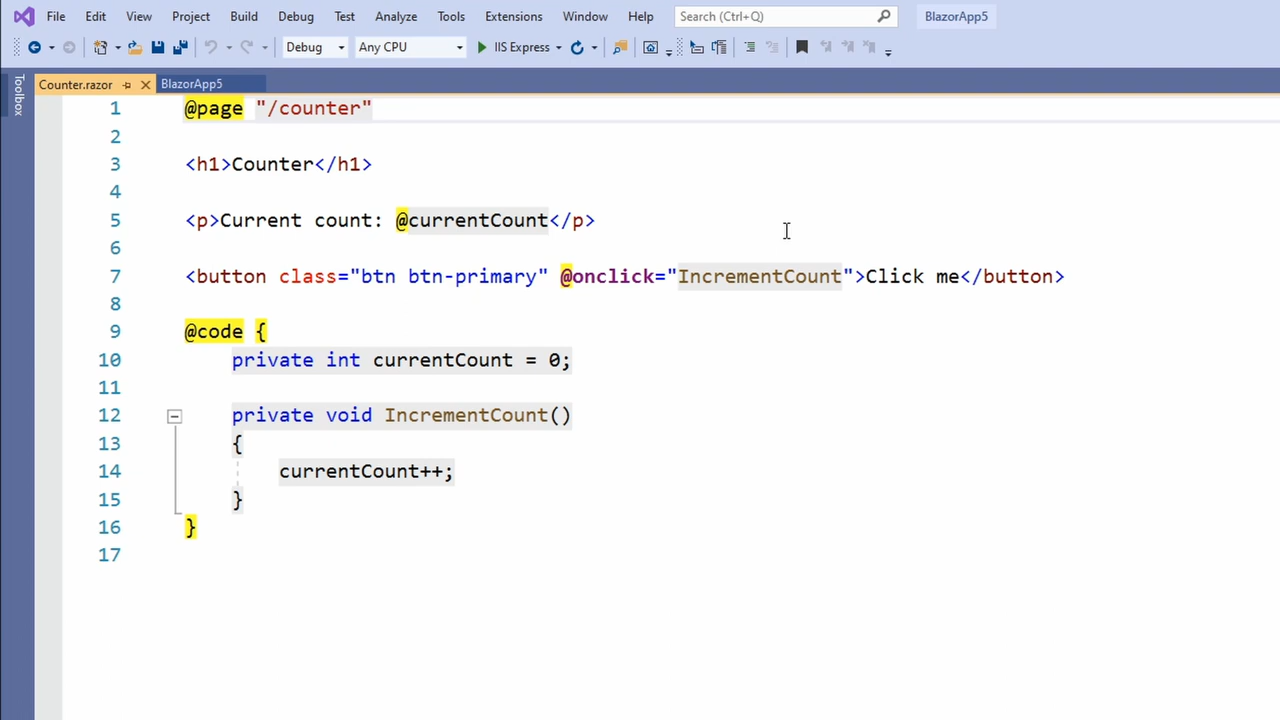 File Edit View Project Build Debug Test Analyze Tools Extensions Window Help Search (Ctrl+Q) BlazorApp5
Debug Any CPU IIS Express
Toolbox
Counter.razor BlazorApp5
1 @page "/counter"
2
3 <h1>Counter</h1>
4
5 <p>Current count: @currentCount</p>
6
7 <button class="btn btn-primary" @onclick="IncrementCount">Click me</button>
8
9 @code {
10 private int currentCount = 0;
11
12 private void IncrementCount()
13 {
14 currentCount++;
15 }
16 }
17